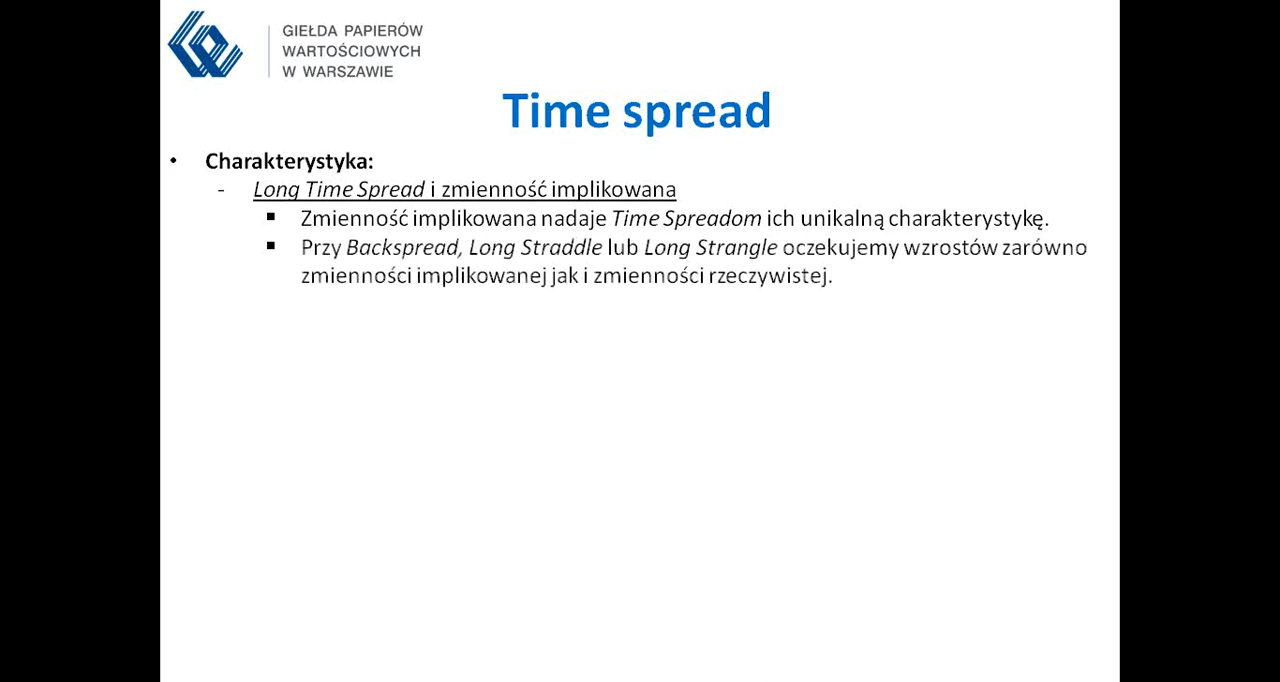 GIEŁDA PAPIERÓW
WARTOŚCIOWYCH
W WARSZAWIE
Time spread
• Charakterystyka:
- Long Time Spread i zmienność implikowana
▪ Zmienność implikowana nadaje Time Spreadom ich unikalną charakterystykę.
▪ Przy Backspread, Long Straddle lub Long Strangle oczekujemy wzrostów zarówno
zmienności implikowanej jak i zmienności rzeczywistej.